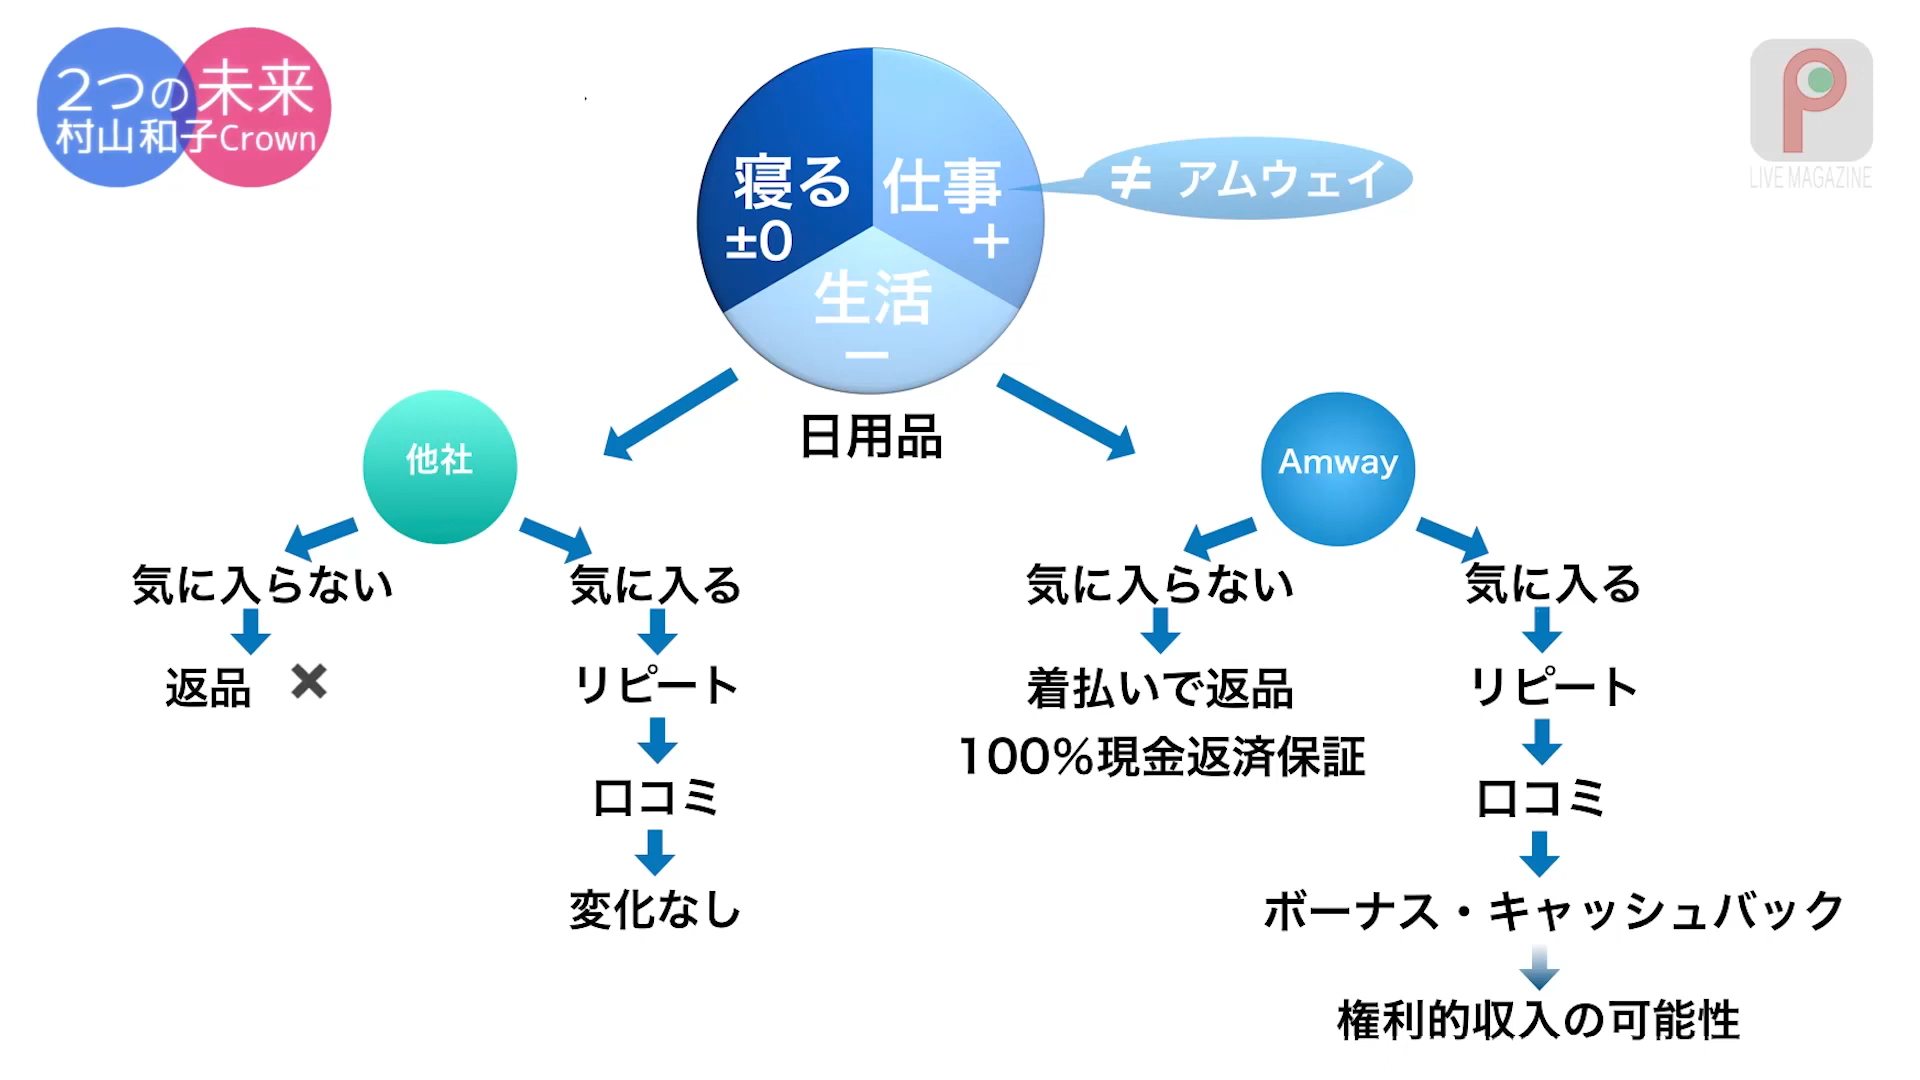 2つの未来
村山和子Crown
LIVE MAGAZINE
寝る
±0
仕事
+
≠ アムウェイ
生活
−
日用品
他社
気に入らない
返品 ✖
気に入る
リピート
口コミ
変化なし
Amway
気に入らない
着払いで返品
100%現金返済保証
気に入る
リピート
口コミ
ボーナス・キャッシュバック
権利的収入の可能性